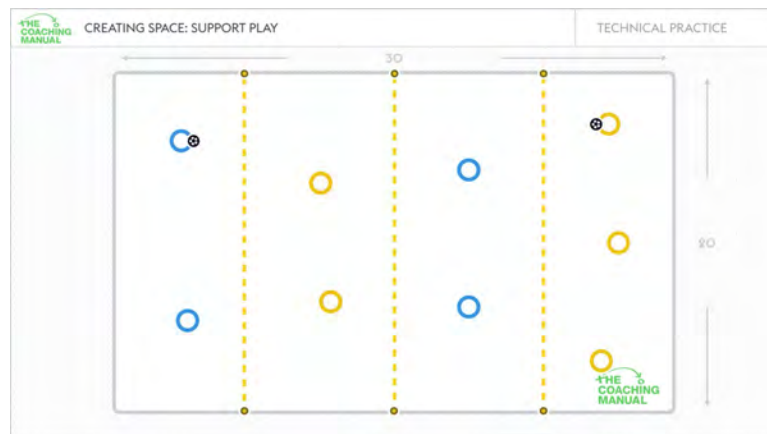 THE
COACHING
MANUAL
CREATING SPACE: SUPPORT PLAY
TECHNICAL PRACTICE
30
20
THE
COACHING
MANUAL